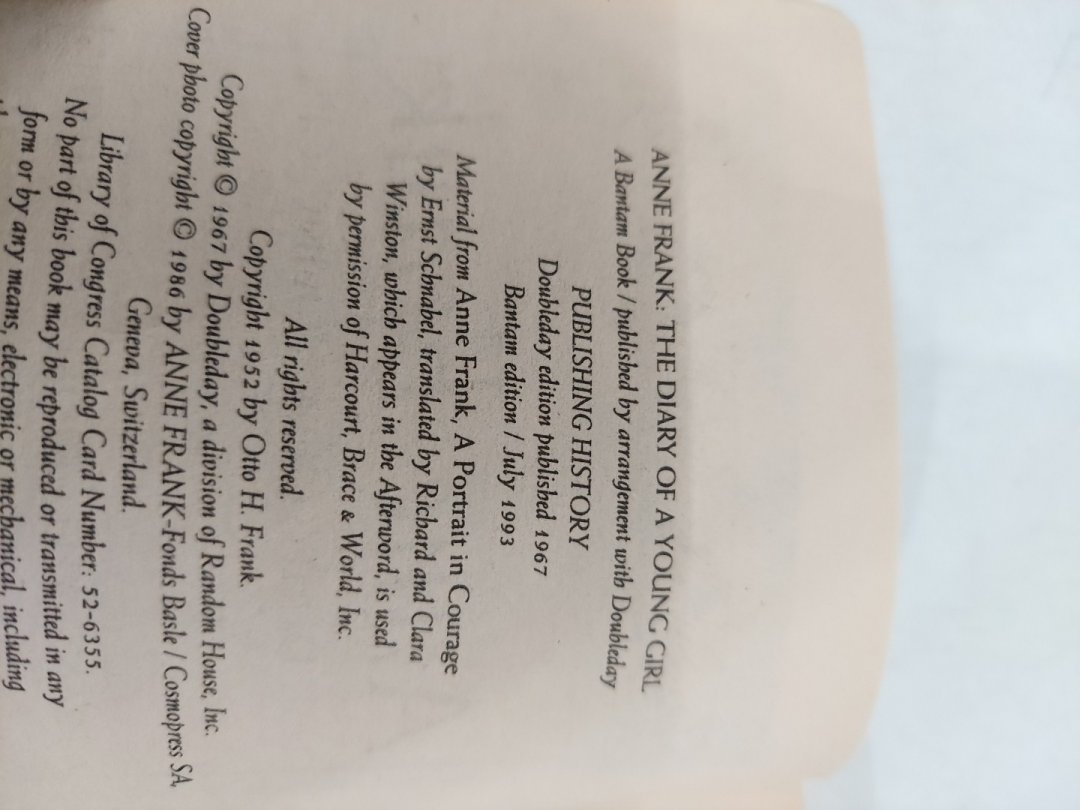 ANNE FRANK: THE DIARY OF A YOUNG GIRL
A Bantam Book / published by arrangement with Doubleday
PUBLISHING HISTORY
Doubleday edition published 1967
Bantam edition / July 1993
Material from Anne Frank, A Portrait in Courage
by Ernst Schnabel, translated by Richard and Clara
Winston, which appears in the Afterword, is used
by permission of Harcourt, Brace & World, Inc.
All rights reserved.
Copyright 1952 by Otto H. Frank.
Copyright © 1967 by Doubleday, a division of Random House, Inc.
Cover photo copyright © 1986 by ANNE FRANK-Fonds Basle / Cosmopress SA,
Geneva, Switzerland.
Library of Congress Catalog Card Number: 52-6355.
No part of this book may be reproduced or transmitted in any
form or by any means, electronic or mechanical, including